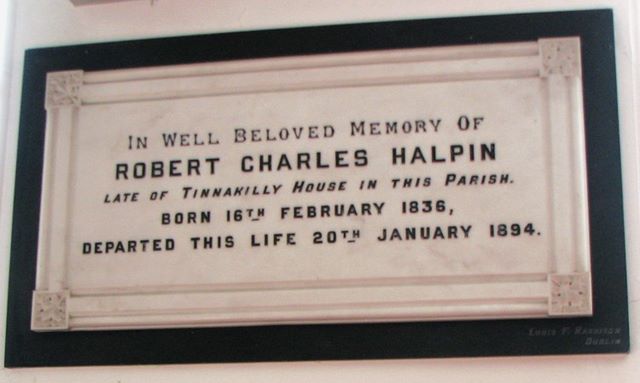 IN WELL BELOVED MEMORY OF
ROBERT CHARLES HALPIN
LATE OF TINNAKILLY HOUSE IN THIS PARISH.
BORN 16TH FEBRUARY 1836,
DEPARTED THIS LIFE 20TH JANUARY 1894.
DUBLIN